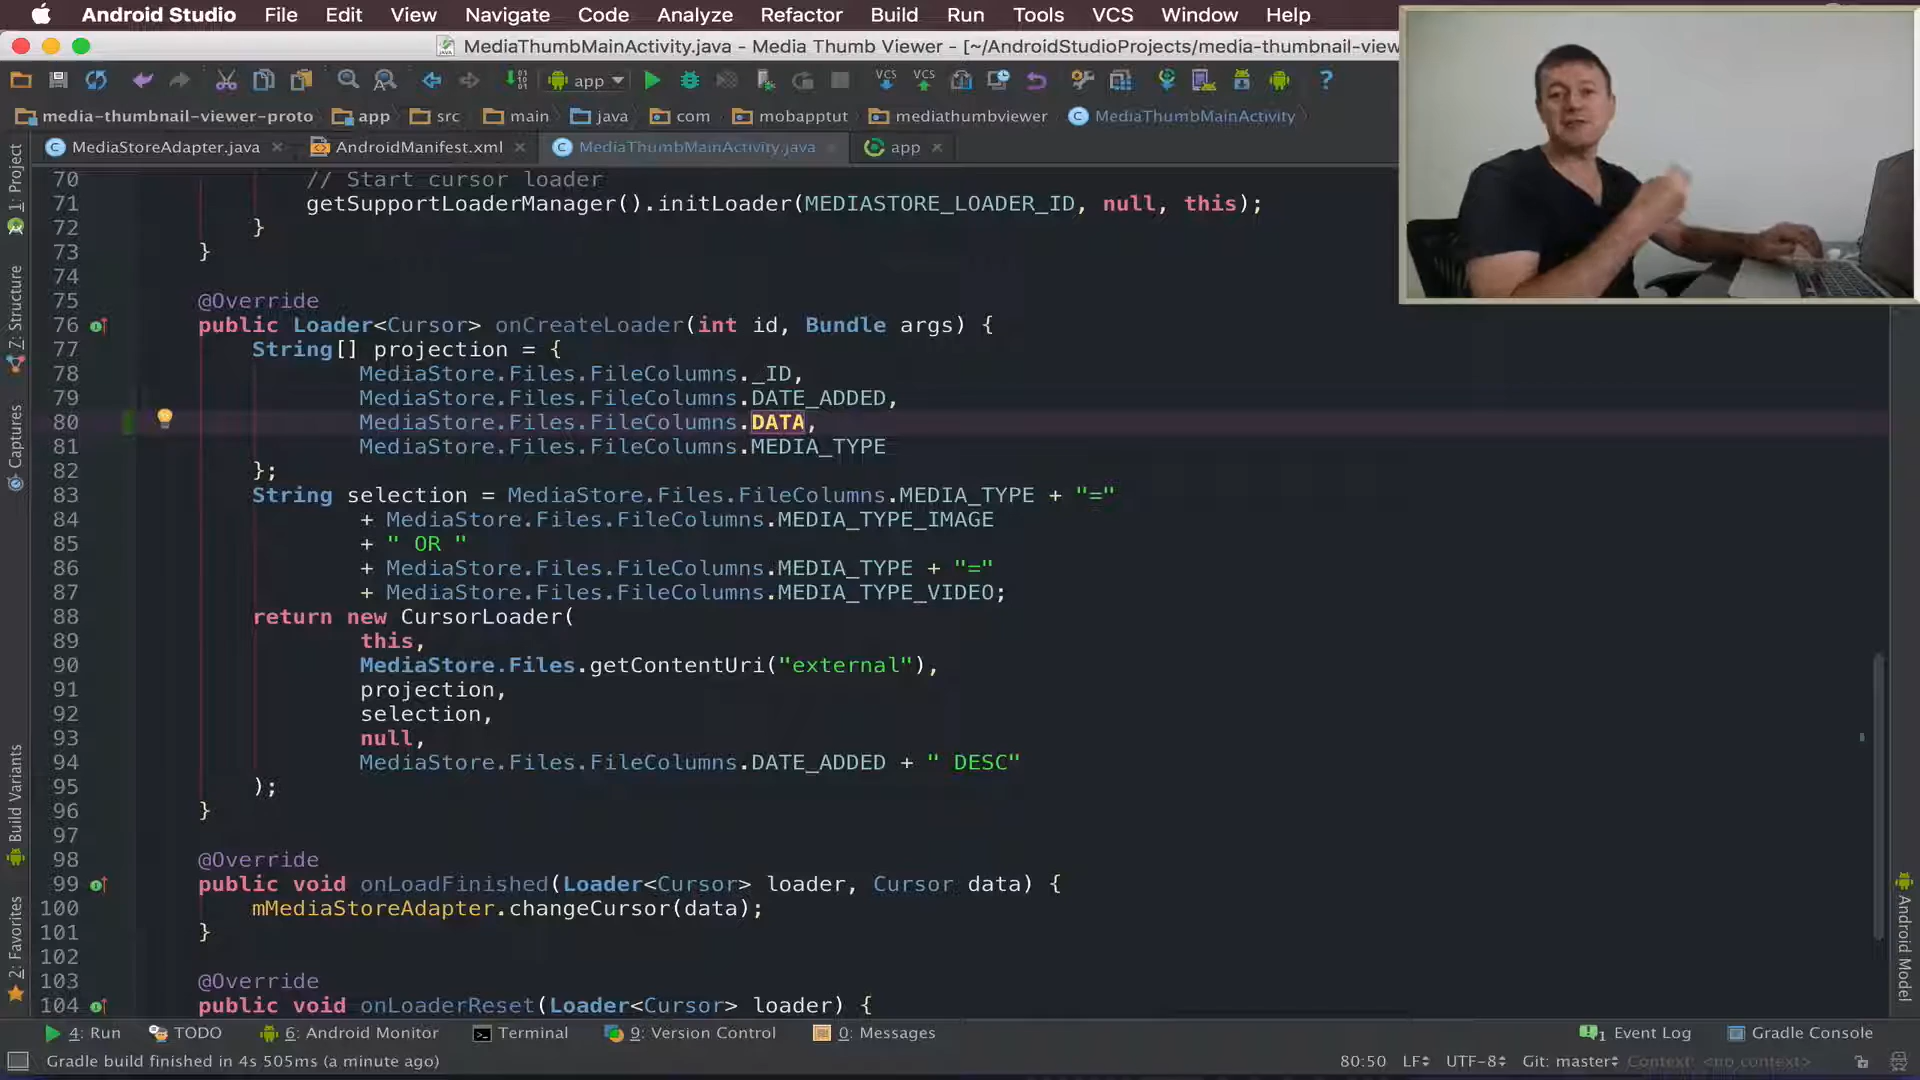 Android Studio File Edit View Navigate Code Analyze Refactor Build Run Tools VCS Window Help
MediaThumbMainActivity.java - Media Thumb Viewer - [~/AndroidStudioProjects/media-thumbnail-view
app VCS VCS ?
media-thumbnail-viewer-proto app src main java com mobapptut mediathumbviewer MediaThumbMainActivity
MediaStoreAdapter.java AndroidManifest.xml MediaThumbMainActivity.java app
1: Project
7: Structure
Captures
Build Variants
2: Favorites
70 // Start cursor loader
71 getSupportLoaderManager().initLoader(MEDIASTORE_LOADER_ID, null, this);
72 }
73 }
74
75 @Override
76 public Loader<Cursor> onCreateLoader(int id, Bundle args) {
77 String[] projection = {
78 MediaStore.Files.FileColumns._ID,
79 MediaStore.Files.FileColumns.DATE_ADDED,
80 MediaStore.Files.FileColumns.DATA,
81 MediaStore.Files.FileColumns.MEDIA_TYPE
82 };
83 String selection = MediaStore.Files.FileColumns.MEDIA_TYPE + "="
84 + MediaStore.Files.FileColumns.MEDIA_TYPE_IMAGE
85 + " OR "
86 + MediaStore.Files.FileColumns.MEDIA_TYPE + "="
87 + MediaStore.Files.FileColumns.MEDIA_TYPE_VIDEO;
88 return new CursorLoader(
89 this,
90 MediaStore.Files.getContentUri("external"),
91 projection,
92 selection,
93 null,
94 MediaStore.Files.FileColumns.DATE_ADDED + " DESC"
95 );
96 }
97
98 @Override
99 public void onLoadFinished(Loader<Cursor> loader, Cursor data) {
100 mMediaStoreAdapter.changeCursor(data);
101 }
102
103 @Override
104 public void onLoaderReset(Loader<Cursor> loader) {
Android Model
4: Run TODO 6: Android Monitor Terminal 9: Version Control 0: Messages 1 Event Log Gradle Console
Gradle build finished in 4s 505ms (a minute ago) 80:50 LF UTF-8 Git: master Context: <no context>